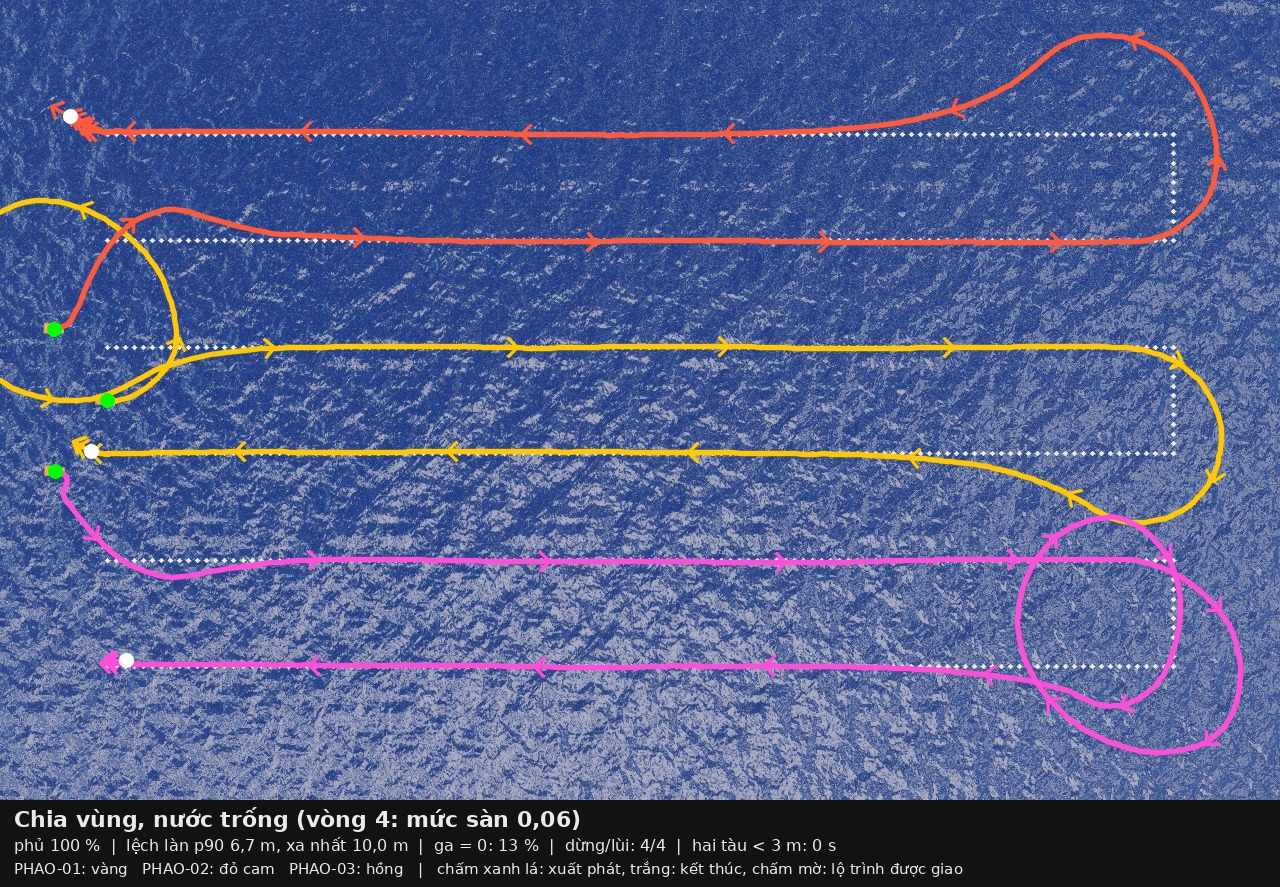 Chia vùng, nước trống (vòng 4: mức sàn 0,06)
phủ 100 % | lệch làn p90 6,7 m, xa nhất 10,0 m | ga = 0: 13 % | dừng/lùi: 4/4 | hai tàu < 3 m: 0 s
PHAO-01: vàng PHAO-02: đỏ cam PHAO-03: hồng | chấm xanh lá: xuất phát, trắng: kết thúc, chấm mờ: lộ trình được giao